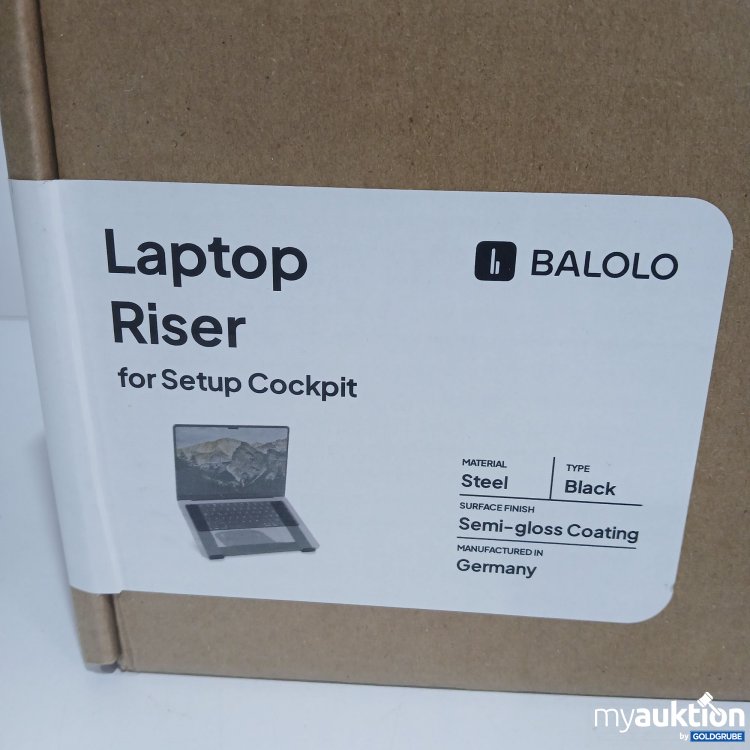 Laptop
Riser
for Setup Cockpit
BALOLO
MATERIAL
Steel
TYPE
Black
SURFACE FINISH
Semi-gloss Coating
MANUFACTURED IN
Germany
myauktion
by GOLDGRUBE